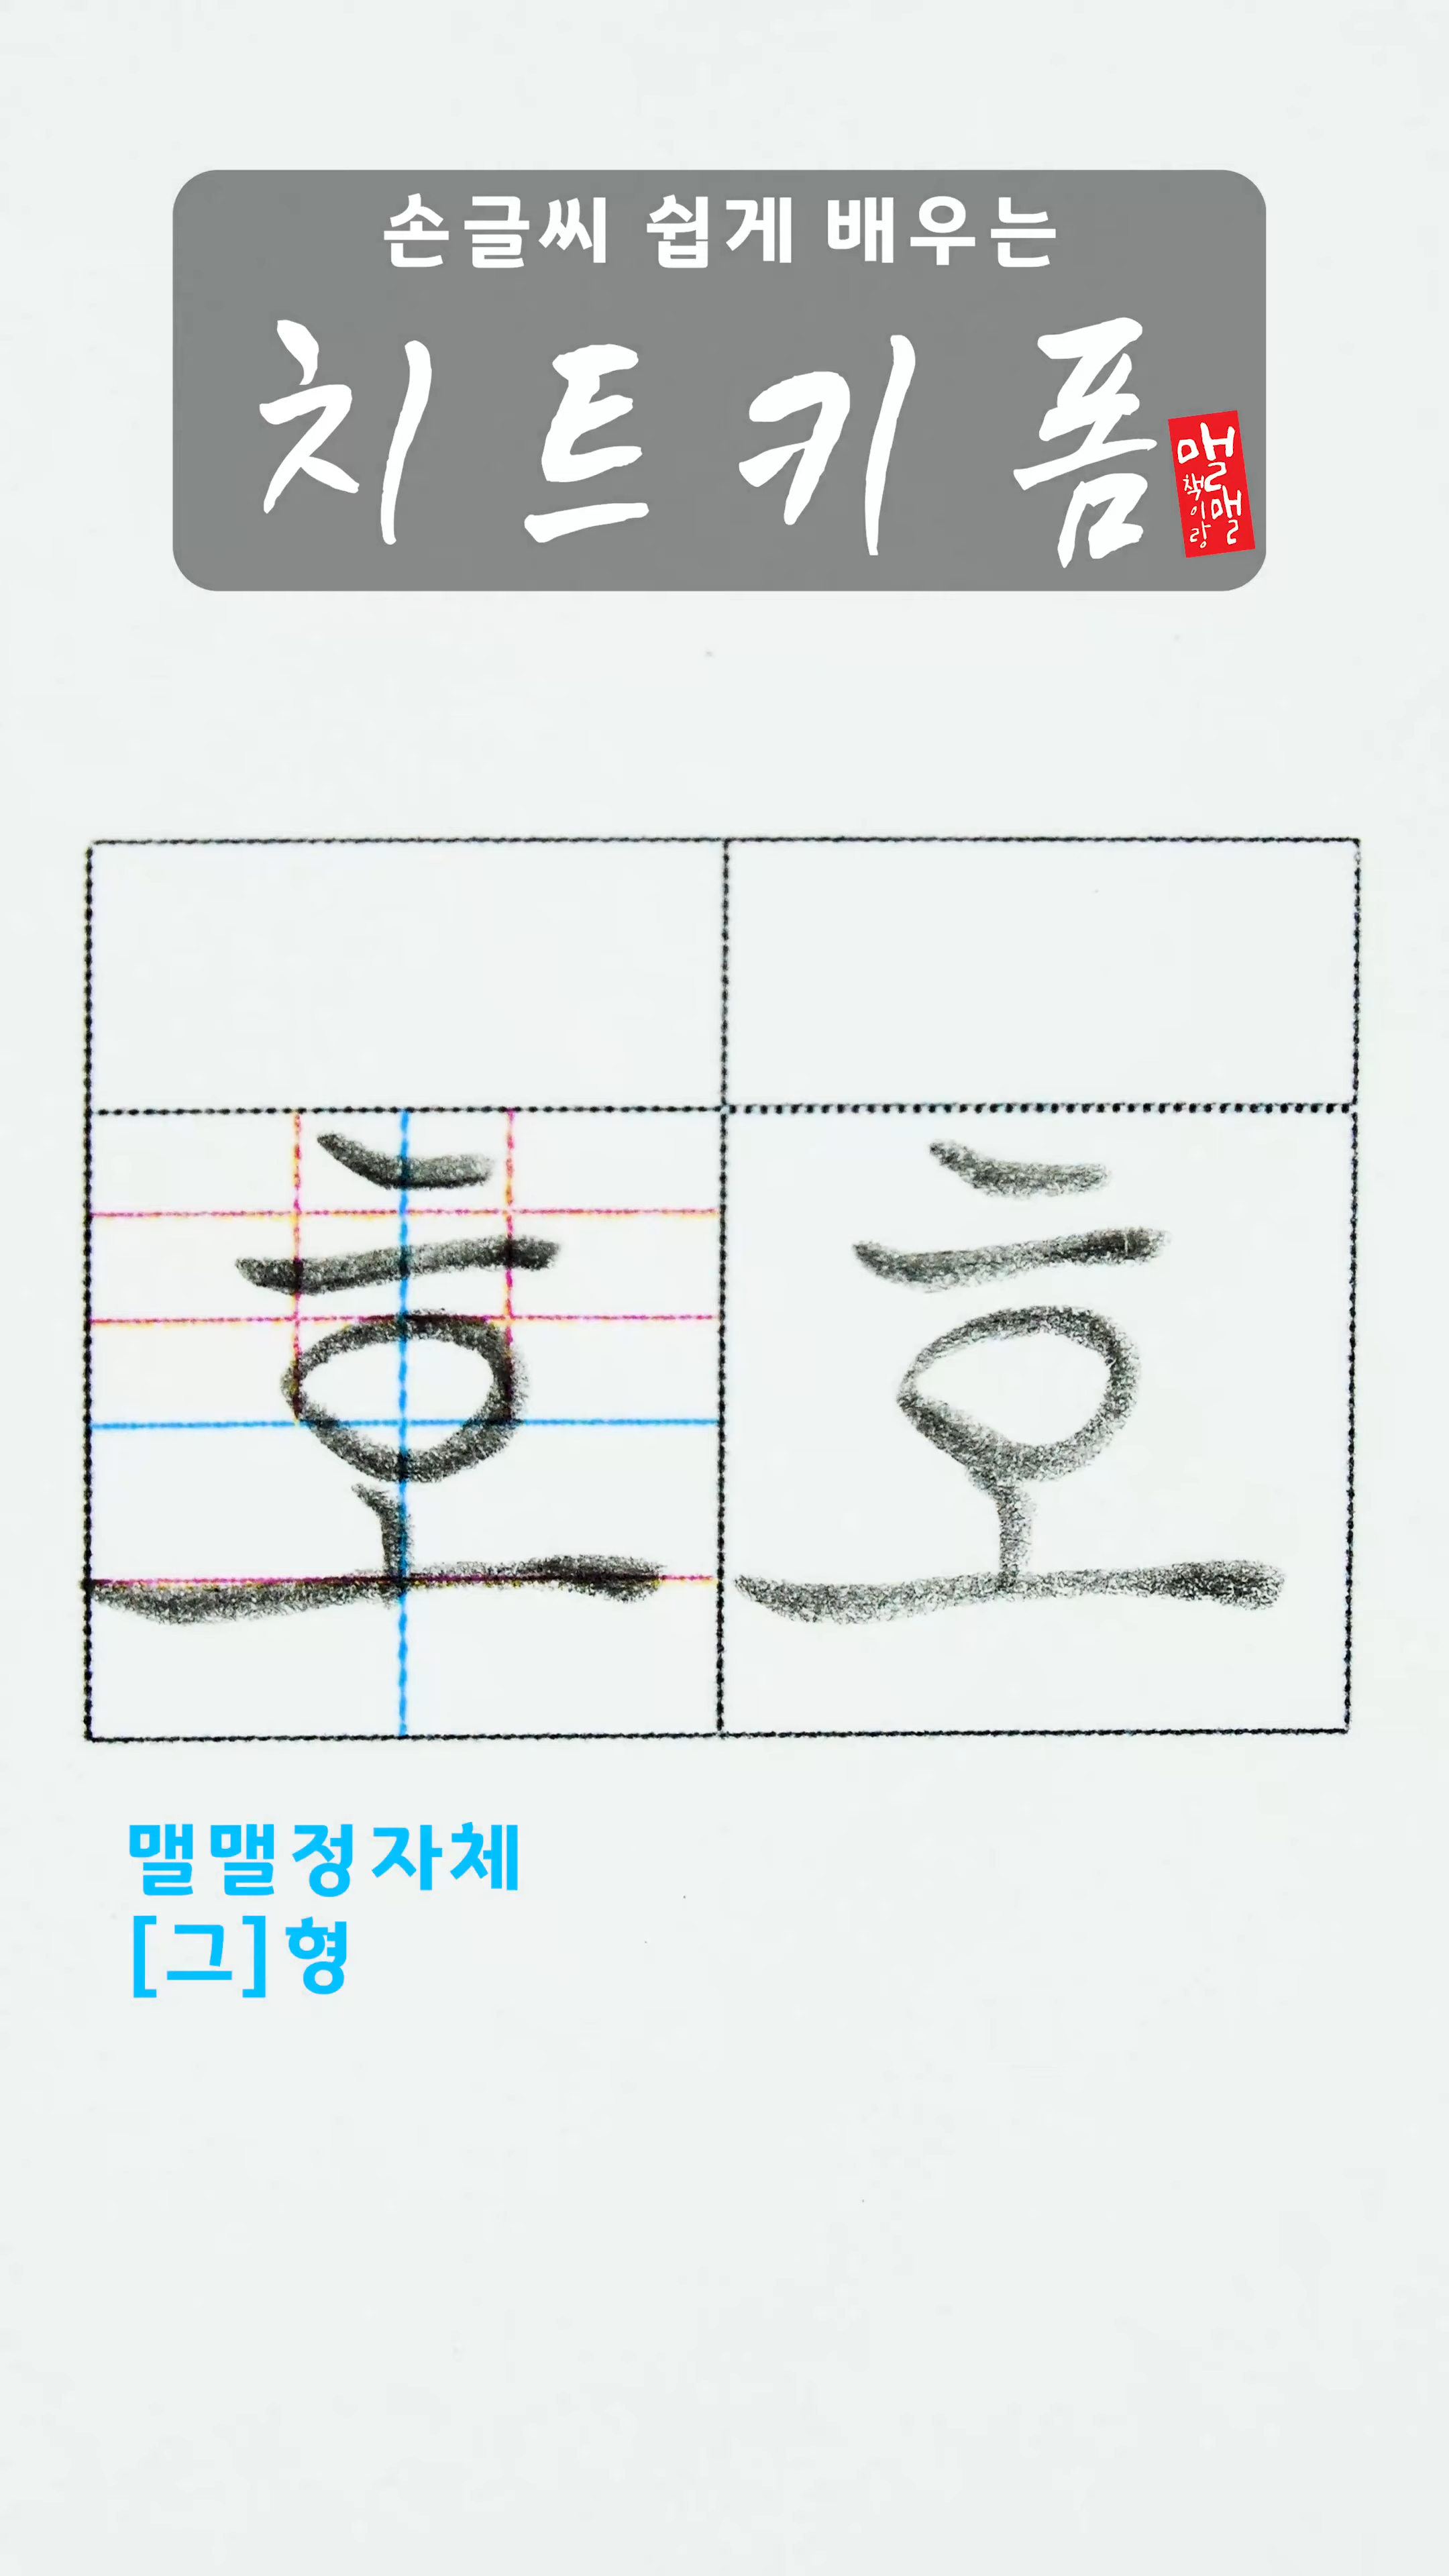 손글씨 쉽게 배우는
치트키폼
맬맬
책이랑
호 호
맬맬정자체
[그]형